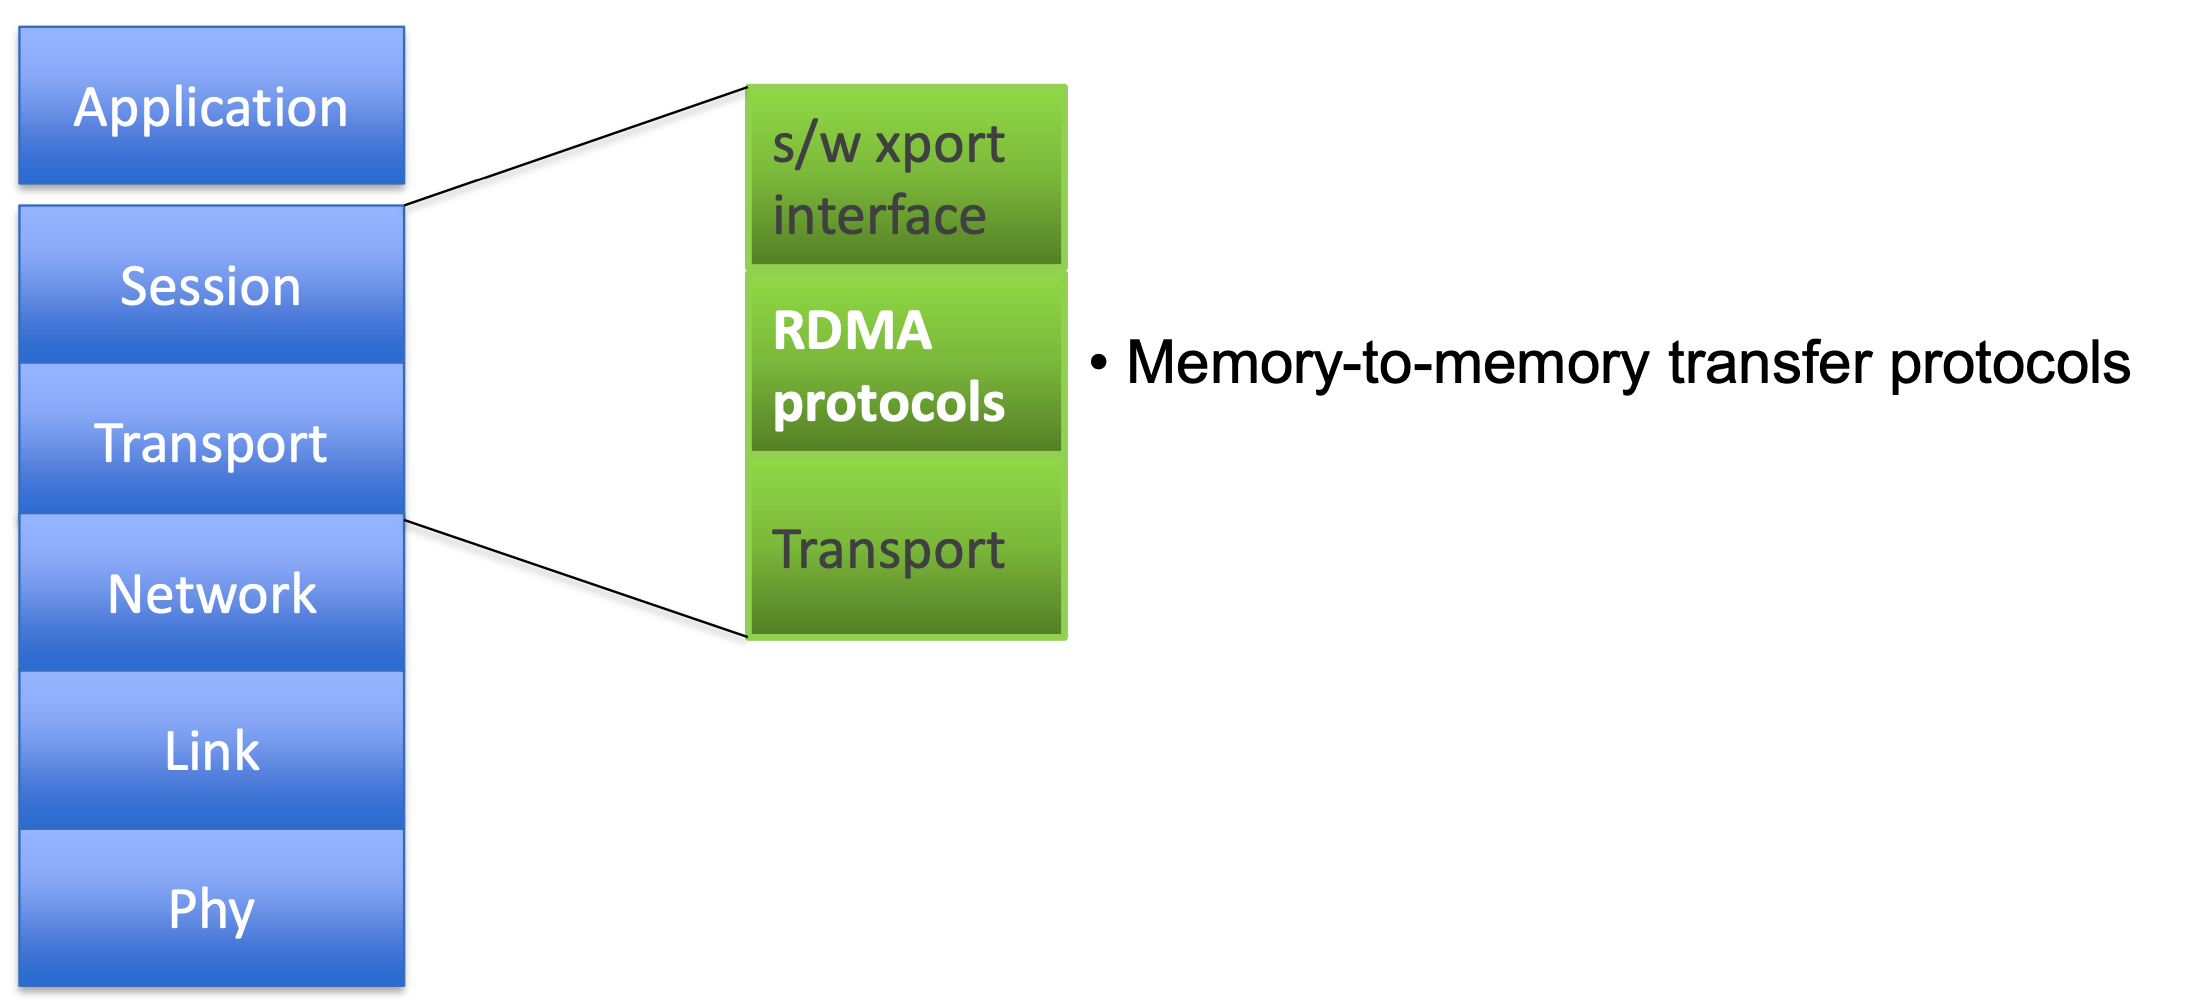 Application
Session
Transport
Network
Link
Phy
s/w xport
interface
RDMA
protocols
Transport
• Memory-to-memory transfer protocols